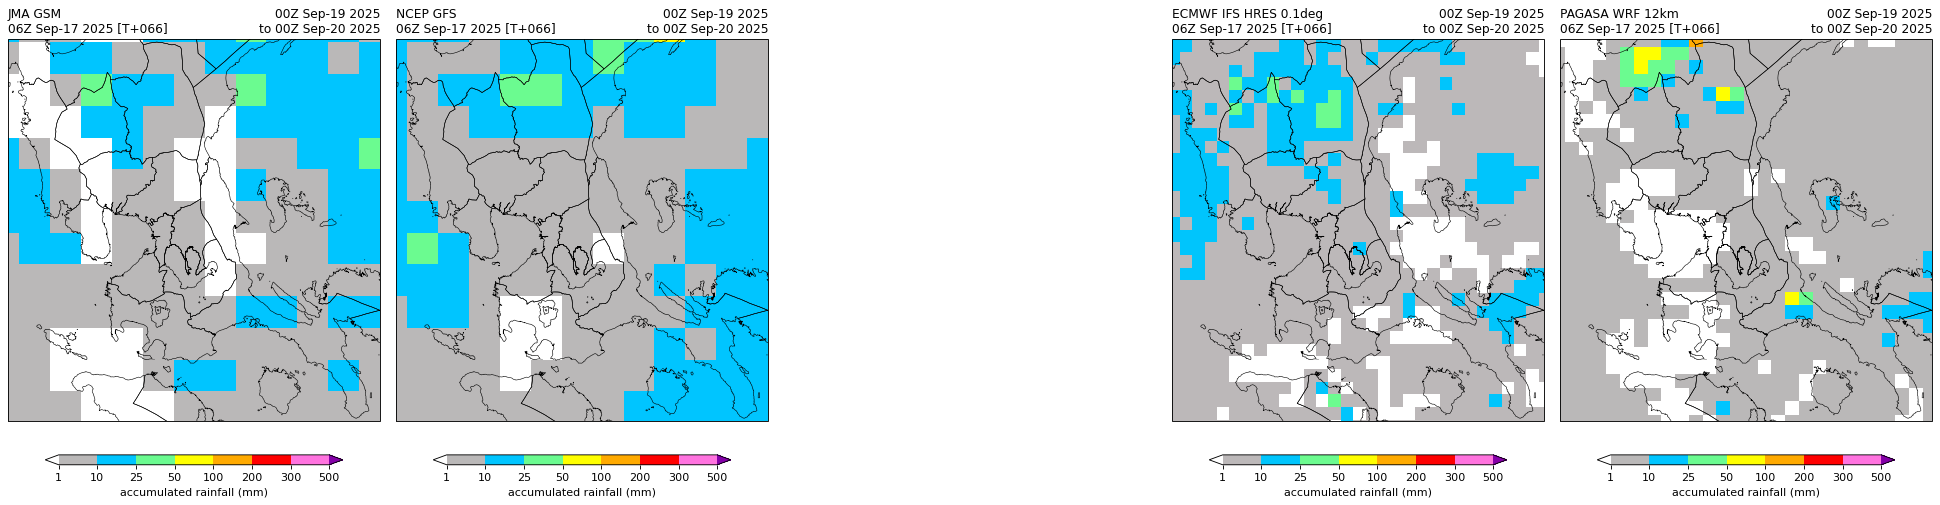 JMA GSM 00Z Sep-19 2025
06Z Sep-17 2025 [T+066] to 00Z Sep-20 2025
1 10 25 50 100 200 300 500
accumulated rainfall (mm)
NCEP GFS 00Z Sep-19 2025
06Z Sep-17 2025 [T+066] to 00Z Sep-20 2025
1 10 25 50 100 200 300 500
accumulated rainfall (mm)
ECMWF IFS HRES 0.1deg 00Z Sep-19 2025
06Z Sep-17 2025 [T+066] to 00Z Sep-20 2025
1 10 25 50 100 200 300 500
accumulated rainfall (mm)
PAGASA WRF 12km 00Z Sep-19 2025
06Z Sep-17 2025 [T+066] to 00Z Sep-20 2025
1 10 25 50 100 200 300 500
accumulated rainfall (mm)